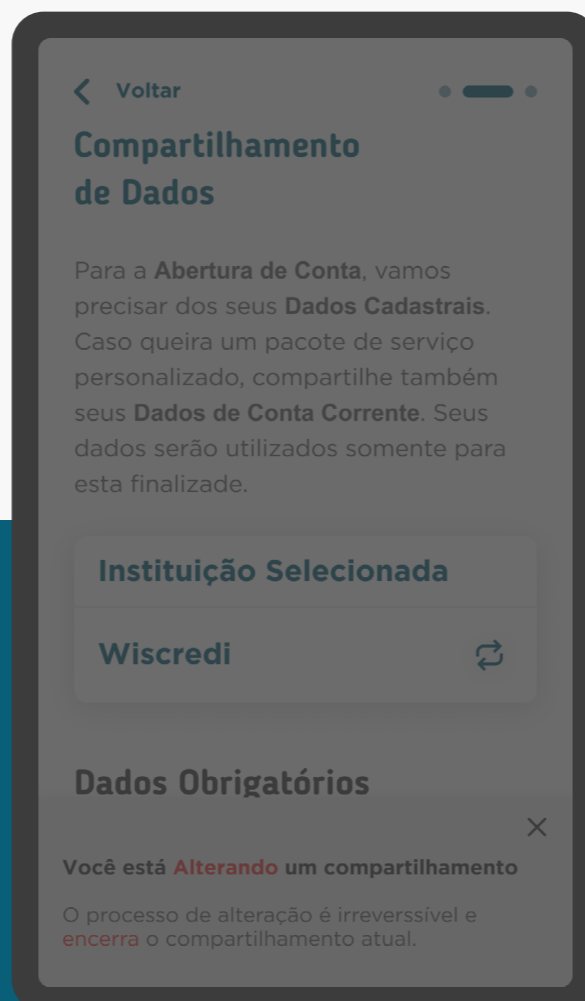 Voltar
Compartilhamento
de Dados
Para a Abertura de Conta, vamos
precisar dos seus Dados Cadastrais.
Caso queira um pacote de serviço
personalizado, compartilhe também
seus Dados de Conta Corrente. Seus
dados serão utilizados somente para
esta finalizade.
Instituição Selecionada
Wiscredi
Dados Obrigatórios
Você está Alterando um compartilhamento
O processo de alteração é irreverssível e
encerra o compartilhamento atual.